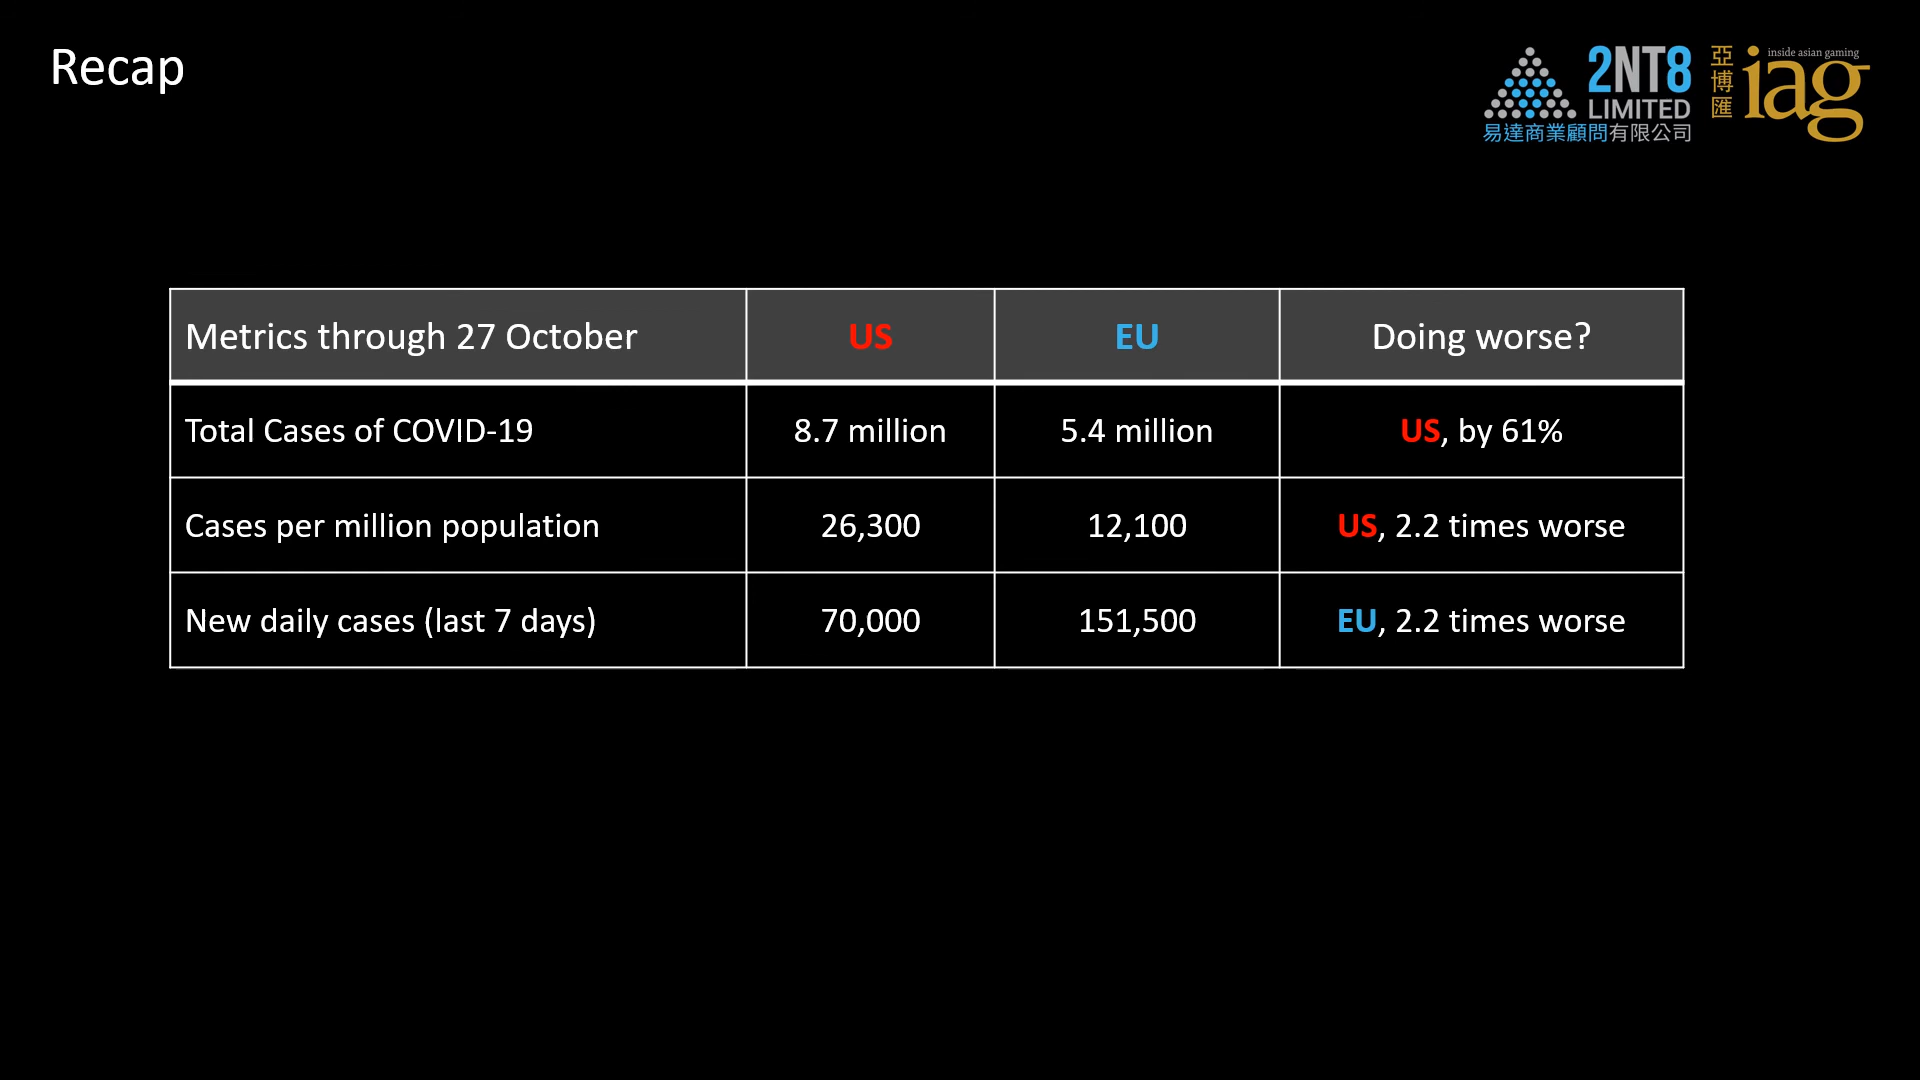 Recap
2NT8
LIMITED
易達商業顧問有限公司
亞博匯
inside asian gaming
iag
Metrics through 27 October US EU Doing worse?
Total Cases of COVID-19 8.7 million 5.4 million US, by 61%
Cases per million population 26,300 12,100 US, 2.2 times worse
New daily cases (last 7 days) 70,000 151,500 EU, 2.2 times worse